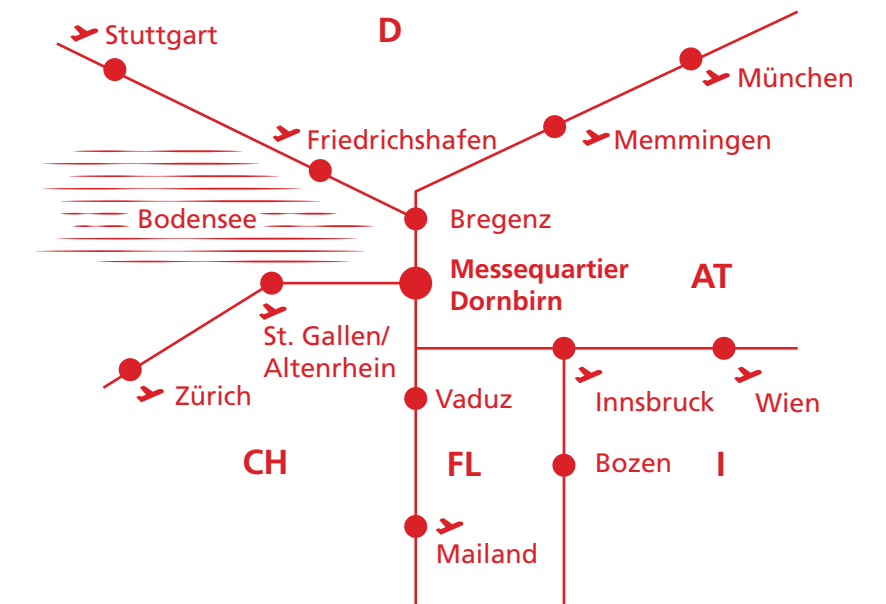 Stuttgart
D
München
Friedrichshafen
Memmingen
Bodensee
Bregenz
Messequartier
Dornbirn
AT
St. Gallen/
Altenrhein
Zürich
Vaduz
Innsbruck
Wien
CH
FL
Bozen
I
Mailand